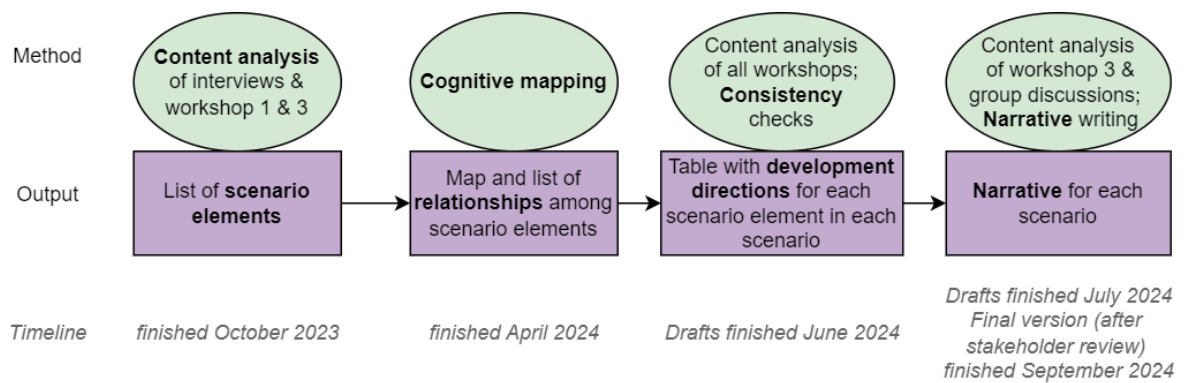 Method
Content analysis
of interviews &
workshop 1 & 3
Cognitive mapping
Content analysis
of all workshops;
Consistency
checks
Content analysis
of workshop 3 &
group discussions;
Narrative writing
Output
List of scenario
elements
Map and list of
relationships among
scenario elements
Table with development
directions for each
scenario element in each
scenario
Narrative for each
scenario
Timeline
finished October 2023
finished April 2024
Drafts finished June 2024
Drafts finished July 2024
Final version (after
stakeholder review)
finished September 2024